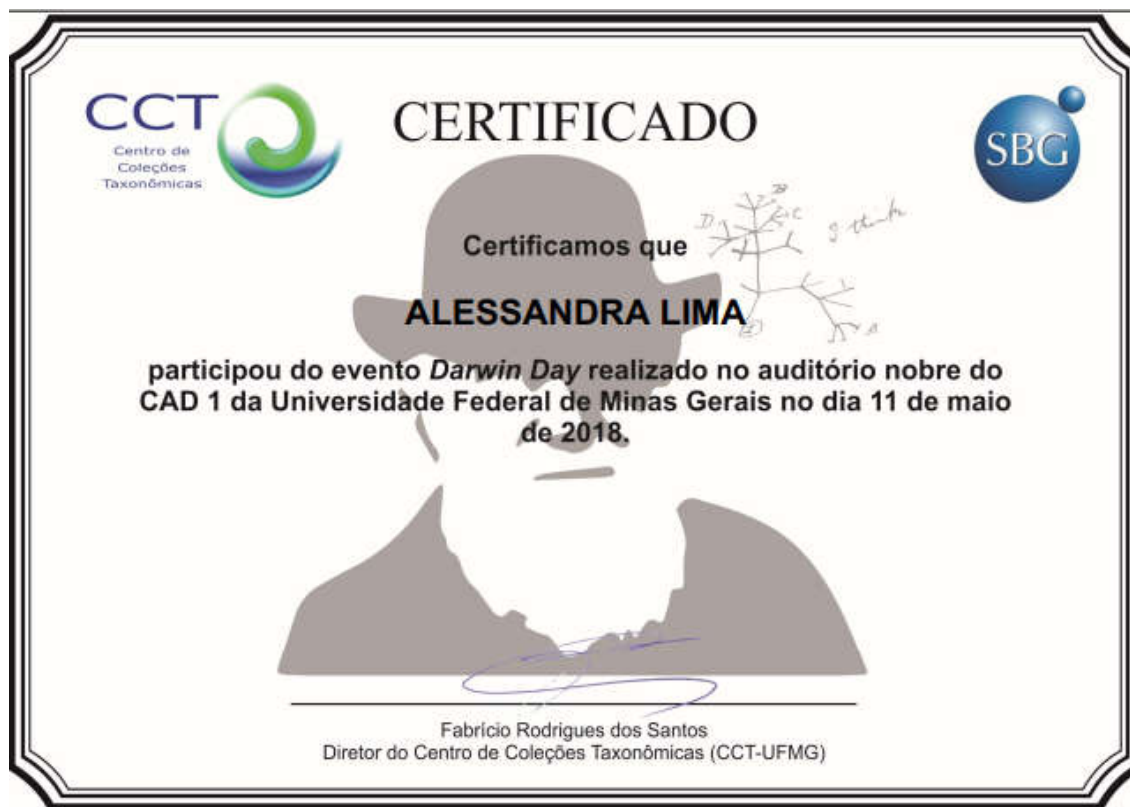 CCT
Centro de
Coleções
Taxonômicas
CERTIFICADO
SBG
I think
D
B
C
A
1
Certificamos que
ALESSANDRA LIMA
participou do evento Darwin Day realizado no auditório nobre do
CAD 1 da Universidade Federal de Minas Gerais no dia 11 de maio
de 2018.
Fabrício Rodrigues dos Santos
Diretor do Centro de Coleções Taxonômicas (CCT-UFMG)